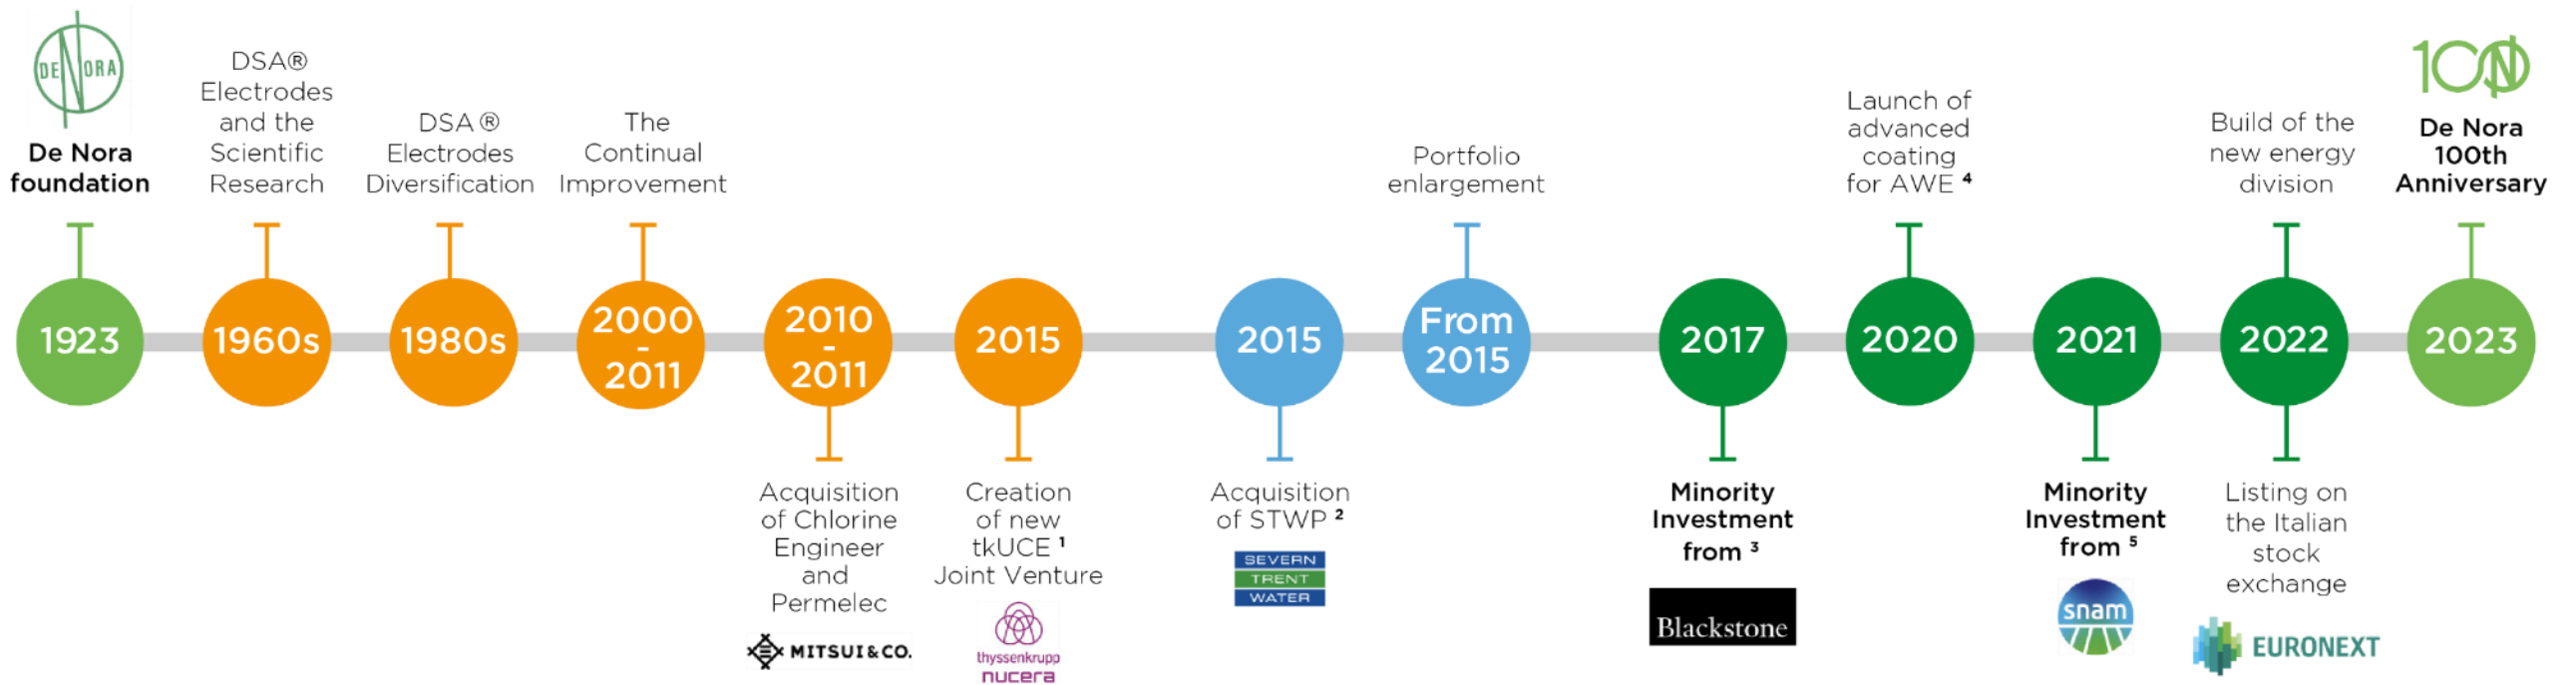 DE NORA
De Nora
foundation
1923
DSA®
Electrodes
and the
Scientific
Research
1960s
DSA ®
Electrodes
Diversification
1980s
The
Continual
Improvement
2000
-
2011
2010
-
2011
Acquisition
of Chlorine
Engineer
and
Permelec
MITSUI & CO.
2015
Creation
of new
tkUCE ¹
Joint Venture
thyssenkrupp
nucera
2015
Acquisition
of STWP ²
SEVERN
TRENT
WATER
Portfolio
enlargement
From
2015
2017
Minority
Investment
from ³
Blackstone
Launch of
advanced
coating
for AWE ⁴
2020
2021
Minority
Investment
from ⁵
snam
Build of the
new energy
division
2022
Listing on
the Italian
stock
exchange
EURONEXT
100
De Nora
100th
Anniversary
2023